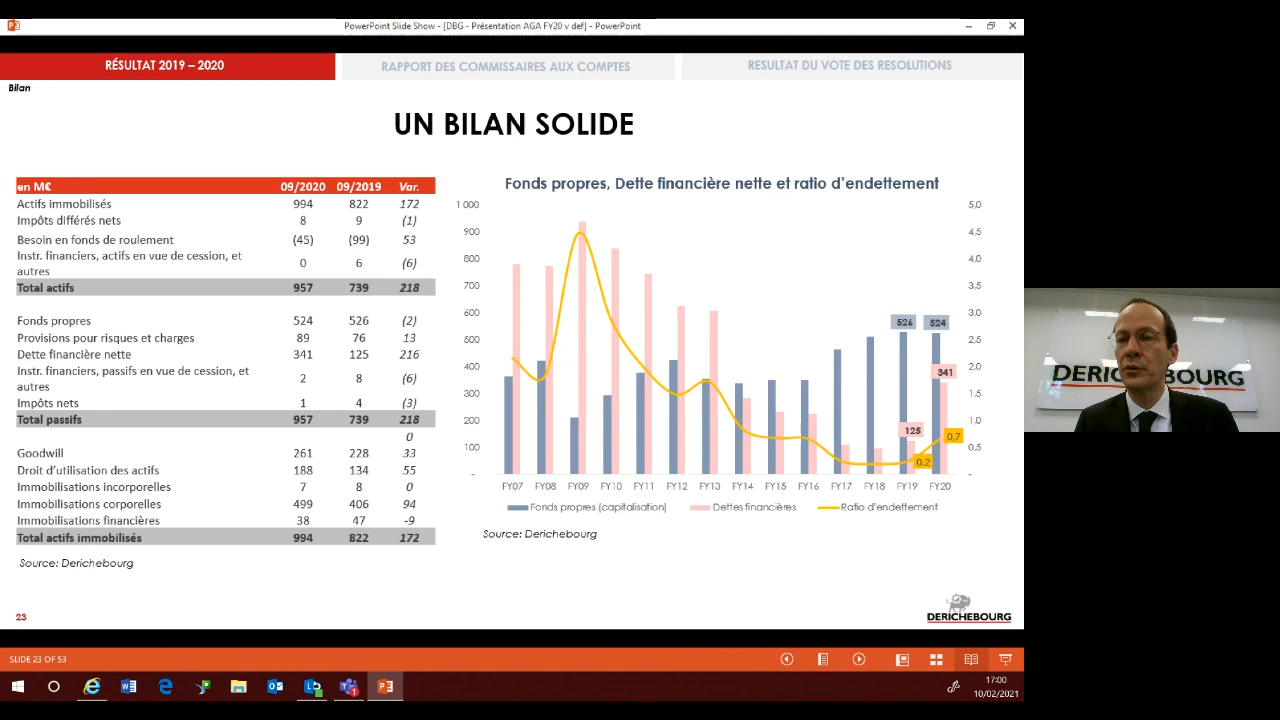 PowerPoint Slide Show - [DBG - Présentation AGA FY20 v def] - PowerPoint
RÉSULTAT 2019 – 2020
RAPPORT DES COMMISSAIRES AUX COMPTES
RESULTAT DU VOTE DES RESOLUTIONS
Bilan
UN BILAN SOLIDE
en M€ 09/2020 09/2019 Var.
Actifs immobilisés 994 822 172
Impôts différés nets 8 9 (1)
Besoin en fonds de roulement (45) (99) 53
Instr. financiers, actifs en vue de cession, et
autres 0 6 (6)
Total actifs 957 739 218
Fonds propres 524 526 (2)
Provisions pour risques et charges 89 76 13
Dette financière nette 341 125 216
Instr. financiers, passifs en vue de cession, et
autres 2 8 (6)
Impôts nets 1 4 (3)
Total passifs 957 739 218
0
Goodwill 261 228 33
Droit d'utilisation des actifs 188 134 55
Immobilisations incorporelles 7 8 0
Immobilisations corporelles 499 406 94
Immobilisations financières 38 47 -9
Total actifs immobilisés 994 822 172
Source: Derichebourg
Fonds propres, Dette financière nette et ratio d'endettement
1 000 5,0
900 4,5
800 4,0
700 3,5
600 3,0
526 524
500 2,5
400 2,0
341
300 1,5
200 1,0
125
0,7
100 0,5
0,2
- -
FY07 FY08 FY09 FY10 FY11 FY12 FY13 FY14 FY15 FY16 FY17 FY18 FY19 FY20
Fonds propres (capitalisation) Dettes financières Ratio d'endettement
Source: Derichebourg
23
DERICHEBOURG
DERICHEBOURG
SLIDE 23 OF 53
17:00
10/02/2021